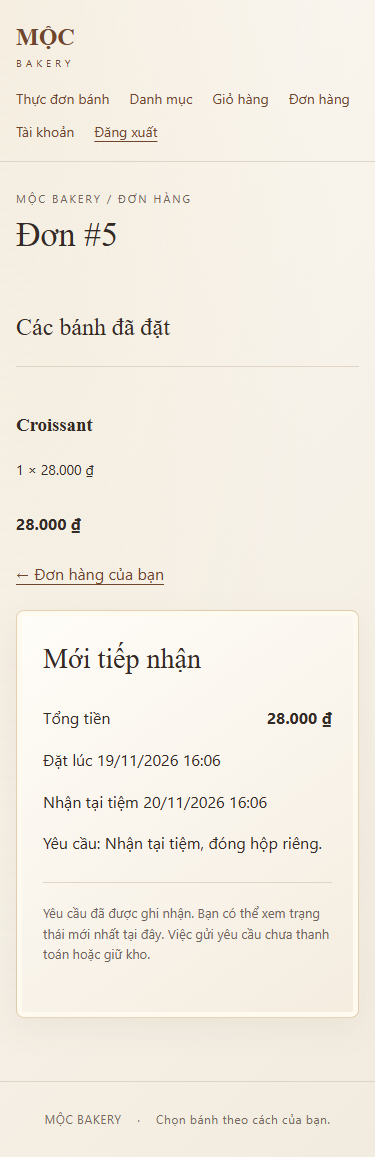 MỘC
BAKERY
Thực đơn bánh Danh mục Giỏ hàng Đơn hàng
Tài khoản Đăng xuất
MỘC BAKERY / ĐƠN HÀNG
Đơn #5
Các bánh đã đặt
Croissant
1 × 28.000 ₫
28.000 ₫
← Đơn hàng của bạn
Mới tiếp nhận
Tổng tiền 28.000 ₫
Đặt lúc 19/11/2026 16:06
Nhận tại tiệm 20/11/2026 16:06
Yêu cầu: Nhận tại tiệm, đóng hộp riêng.
Yêu cầu đã được ghi nhận. Bạn có thể xem trạng
thái mới nhất tại đây. Việc gửi yêu cầu chưa thanh
toán hoặc giữ kho.
MỘC BAKERY · Chọn bánh theo cách của bạn.